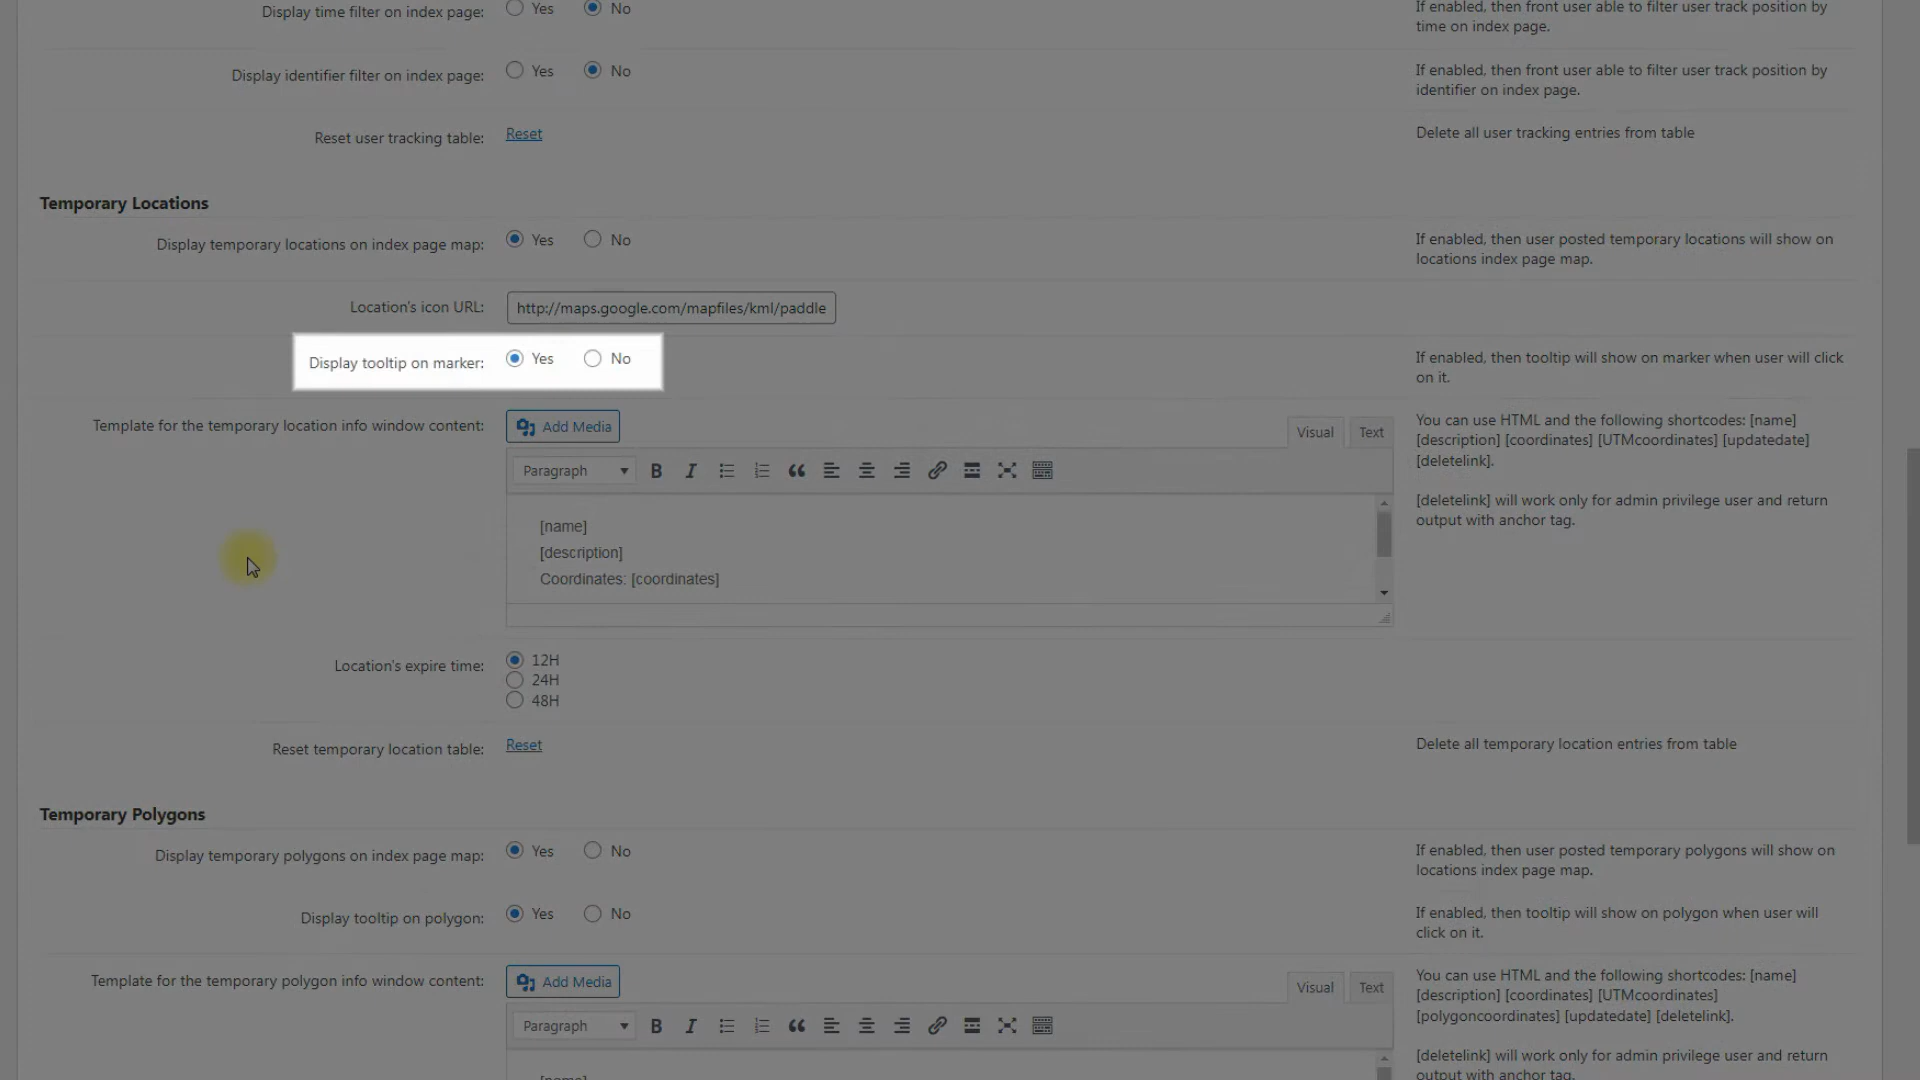 Display time filter on index page: Yes No If enabled, then front user able to filter user track position by
time on index page.
Display identifier filter on index page: Yes No If enabled, then front user able to filter user track position by
identifier on index page.
Reset user tracking table: Reset Delete all user tracking entries from table
Temporary Locations
Display temporary locations on index page map: Yes No If enabled, then user posted temporary locations will show on
locations index page map.
Location's icon URL: http://maps.google.com/mapfiles/kml/paddle
Display tooltip on marker: Yes No If enabled, then tooltip will show on marker when user will click
on it.
Template for the temporary location info window content: Add Media Visual Text You can use HTML and the following shortcodes: [name]
[description] [coordinates] [UTMcoordinates] [updatedate]
[deletelink].
Paragraph B I
[deletelink] will work only for admin privilege user and return
output with anchor tag.
[name]
[description]
Coordinates: [coordinates]
Location's expire time: 12H
24H
48H
Reset temporary location table: Reset Delete all temporary location entries from table
Temporary Polygons
Display temporary polygons on index page map: Yes No If enabled, then user posted temporary polygons will show on
locations index page map.
Display tooltip on polygon: Yes No If enabled, then tooltip will show on polygon when user will
click on it.
Template for the temporary polygon info window content: Add Media Visual Text You can use HTML and the following shortcodes: [name]
[description] [coordinates] [UTMcoordinates]
[polygoncoordinates] [updatedate] [deletelink].
Paragraph B I
[deletelink] will work only for admin privilege user and return
output with anchor tag.
[name]